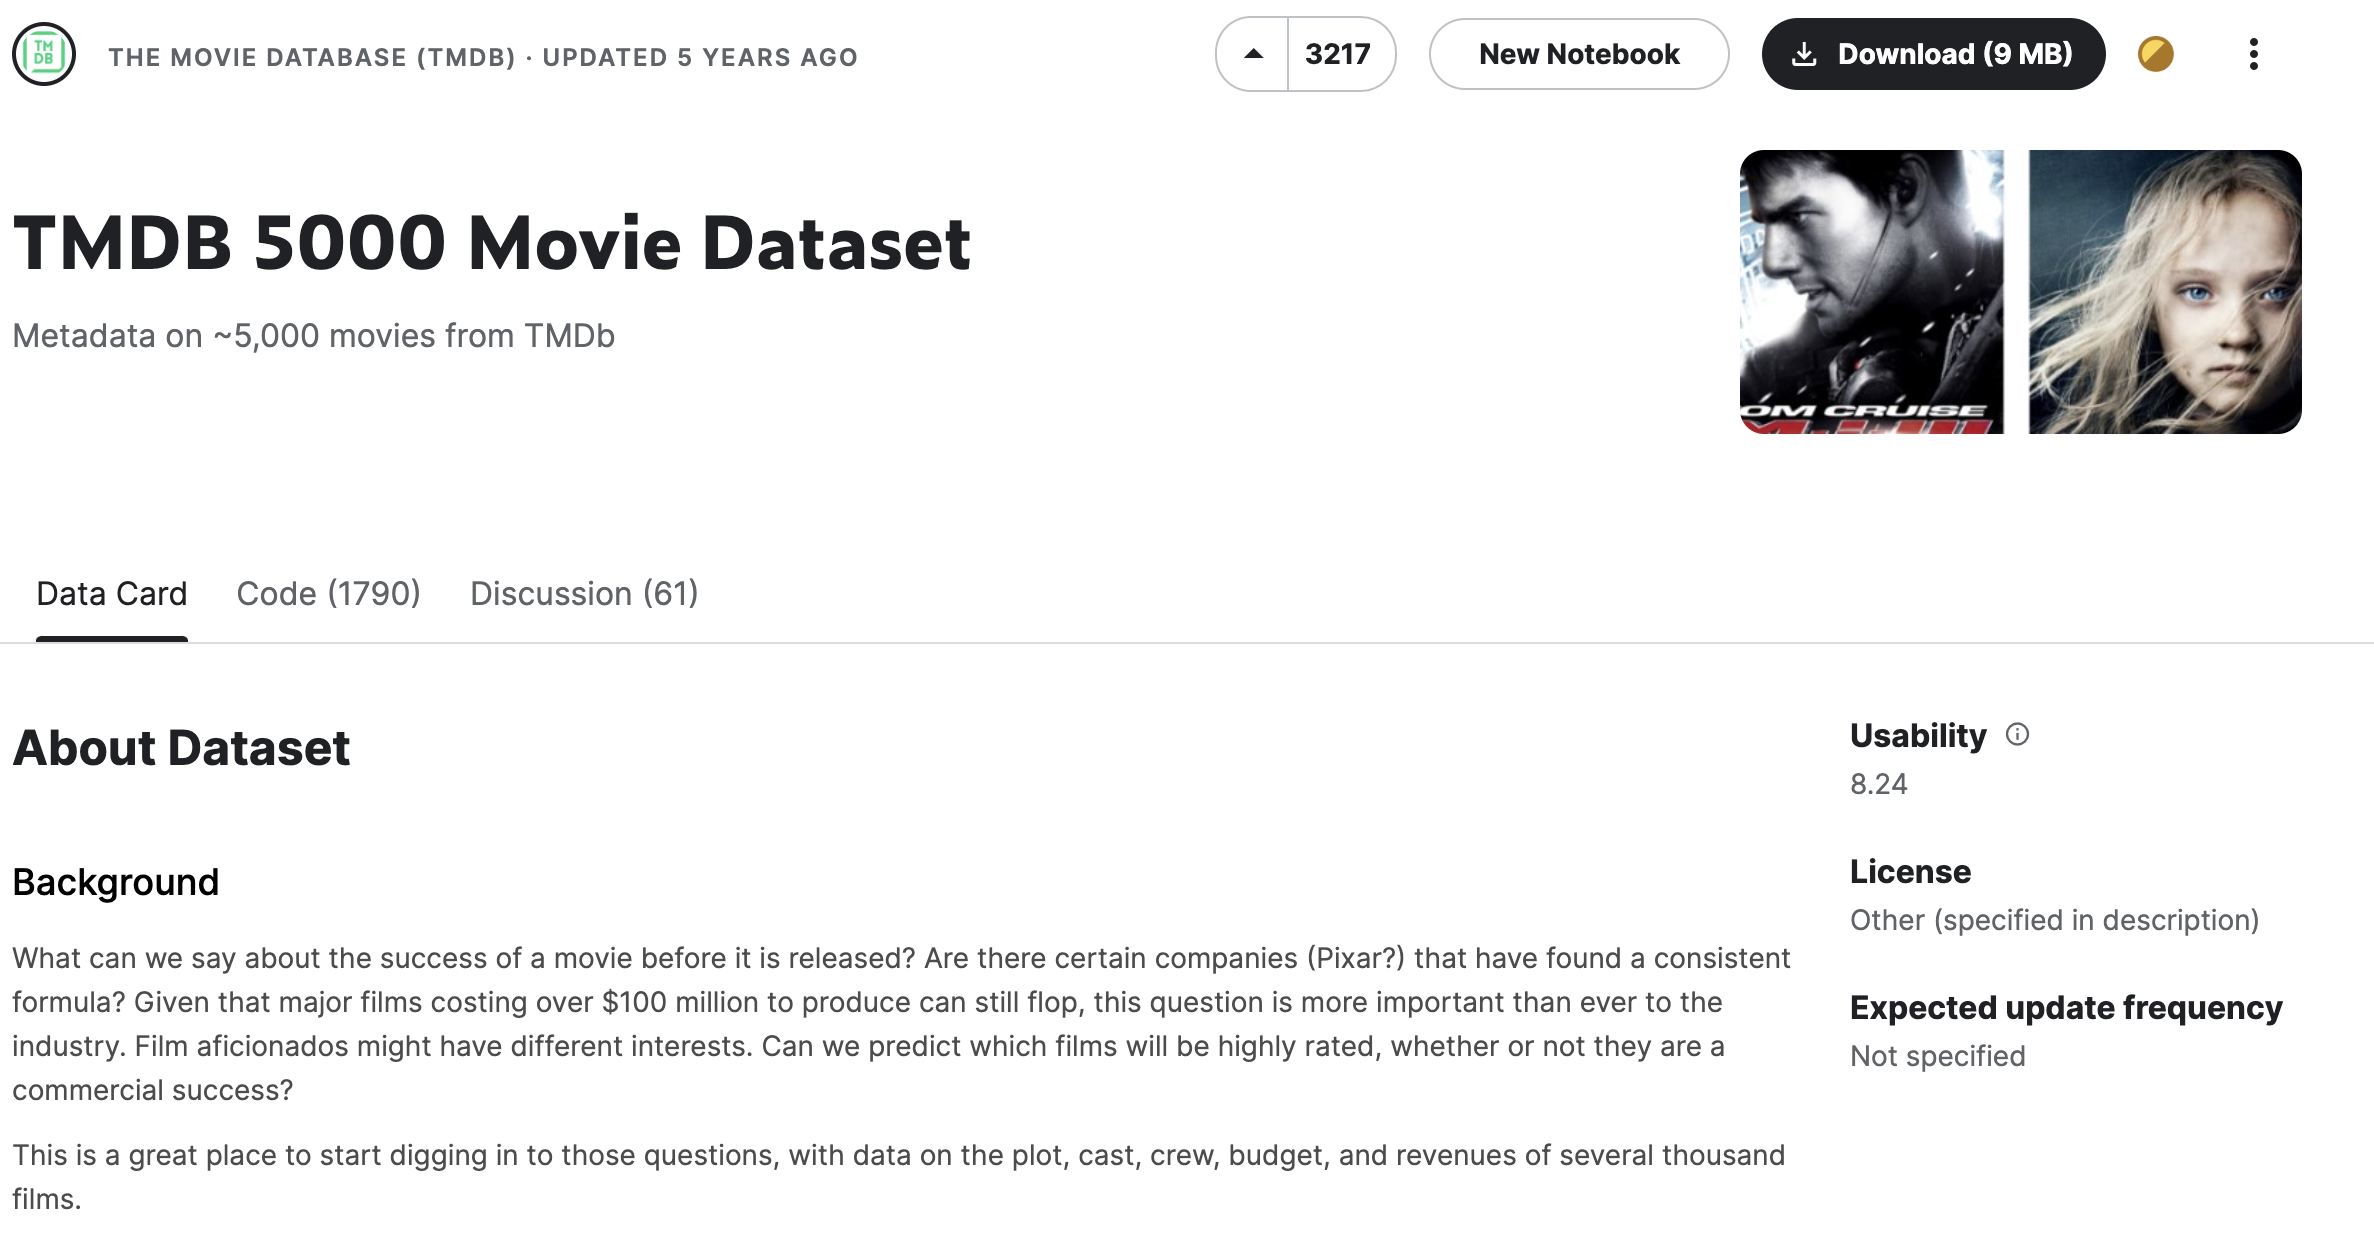 TM
DB
THE MOVIE DATABASE (TMDB) · UPDATED 5 YEARS AGO
3217
New Notebook
Download (9 MB)
TMDB 5000 Movie Dataset
Metadata on ~5,000 movies from TMDb
OM CRUISE
M:i:III
Data Card
Code (1790)
Discussion (61)
About Dataset
Background
What can we say about the success of a movie before it is released? Are there certain companies (Pixar?) that have found a consistent
formula? Given that major films costing over $100 million to produce can still flop, this question is more important than ever to the
industry. Film aficionados might have different interests. Can we predict which films will be highly rated, whether or not they are a
commercial success?
This is a great place to start digging in to those questions, with data on the plot, cast, crew, budget, and revenues of several thousand
films.
Usability
8.24
License
Other (specified in description)
Expected update frequency
Not specified